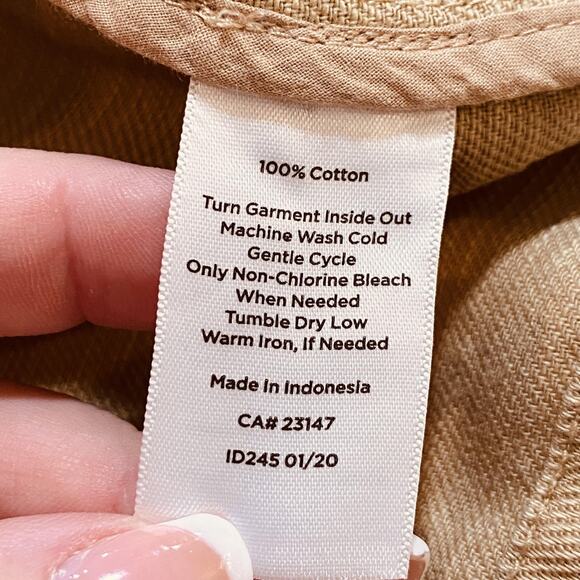 100% Cotton
Turn Garment Inside Out
Machine Wash Cold
Gentle Cycle
Only Non-Chlorine Bleach
When Needed
Tumble Dry Low
Warm Iron, If Needed
Made in Indonesia
CA# 23147
ID245 01/20